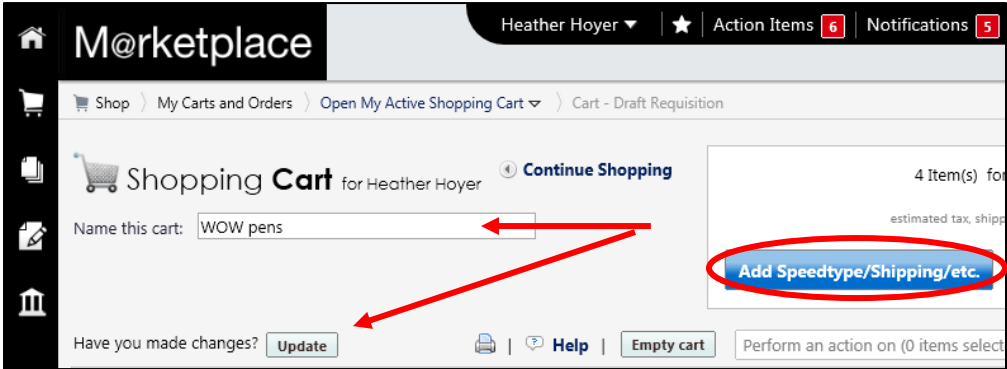 Heather Hoyer ▼ | ★ | Action Items 6 | Notifications 5
M@rketplace
Shop 〉 My Carts and Orders 〉 Open My Active Shopping Cart ▽ 〉 Cart - Draft Requisition
Shopping Cart for Heather Hoyer
Continue Shopping
4 Item(s) for
Name this cart: WOW pens
estimated tax, shipp
Add Speedtype/Shipping/etc.
Have you made changes? Update | ? Help | Empty cart Perform an action on (0 items select